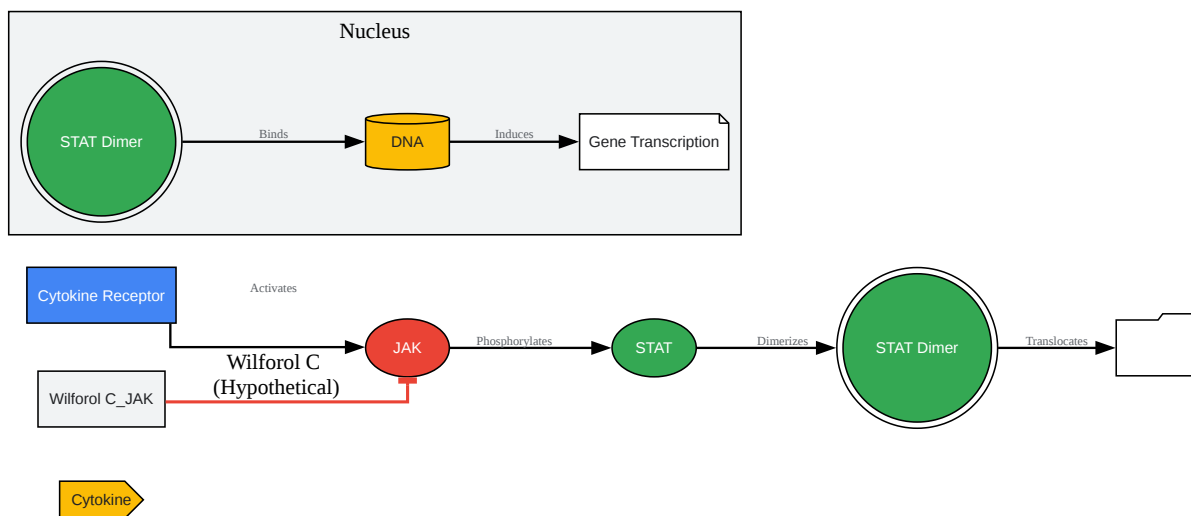 Nucleus
STAT Dimer
Binds
DNA
Induces
Gene Transcription
Cytokine Receptor
Activates
JAK
Phosphorylates
STAT
Dimerizes
STAT Dimer
Translocates
Wilforol C
(Hypothetical)
Wilforol C_JAK
Cytokine